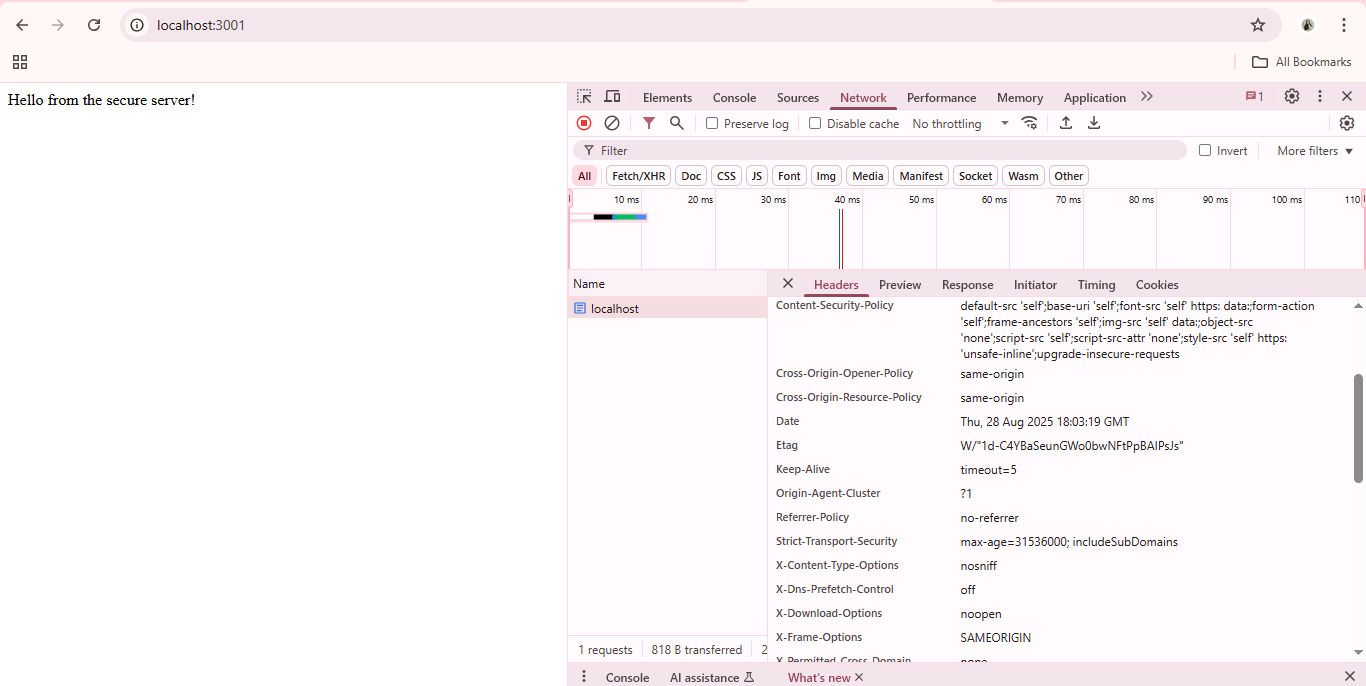 localhost:3001
All Bookmarks
Hello from the secure server!
Elements Console Sources Network Performance Memory Application 1
Preserve log Disable cache No throttling
Filter Invert More filters
All Fetch/XHR Doc CSS JS Font Img Media Manifest Socket Wasm Other
10 ms 20 ms 30 ms 40 ms 50 ms 60 ms 70 ms 80 ms 90 ms 100 ms 110
Name
localhost
Headers Preview Response Initiator Timing Cookies
Content-Security-Policy default-src 'self';base-uri 'self';font-src 'self' https: data:;form-action
'self';frame-ancestors 'self';img-src 'self' data:;object-src
'none';script-src 'self';script-src-attr 'none';style-src 'self' https:
'unsafe-inline';upgrade-insecure-requests
Cross-Origin-Opener-Policy same-origin
Cross-Origin-Resource-Policy same-origin
Date Thu, 28 Aug 2025 18:03:19 GMT
Etag W/"1d-C4YBaSeunGWo0bwNFtPpBAIPsJs"
Keep-Alive timeout=5
Origin-Agent-Cluster ?1
Referrer-Policy no-referrer
Strict-Transport-Security max-age=31536000; includeSubDomains
X-Content-Type-Options nosniff
X-Dns-Prefetch-Control off
X-Download-Options noopen
X-Frame-Options SAMEORIGIN
X-Permitted-Cross-Domain none
1 requests 818 B transferred 2
Console AI assistance What's new